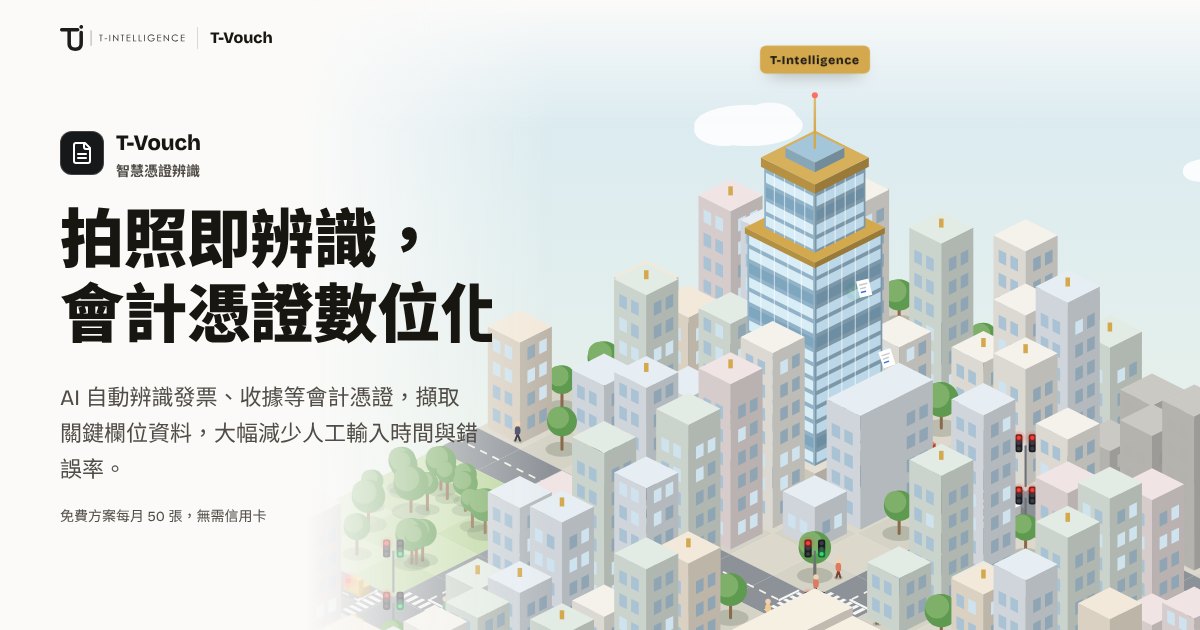 T-INTELLIGENCE
T-Vouch
T-Intelligence
T-Vouch
智慧憑證辨識
拍照即辨識，
會計憑證數位化
AI 自動辨識發票、收據等會計憑證，擷取
關鍵欄位資料，大幅減少人工輸入時間與錯
誤率。
免費方案每月 50 張，無需信用卡